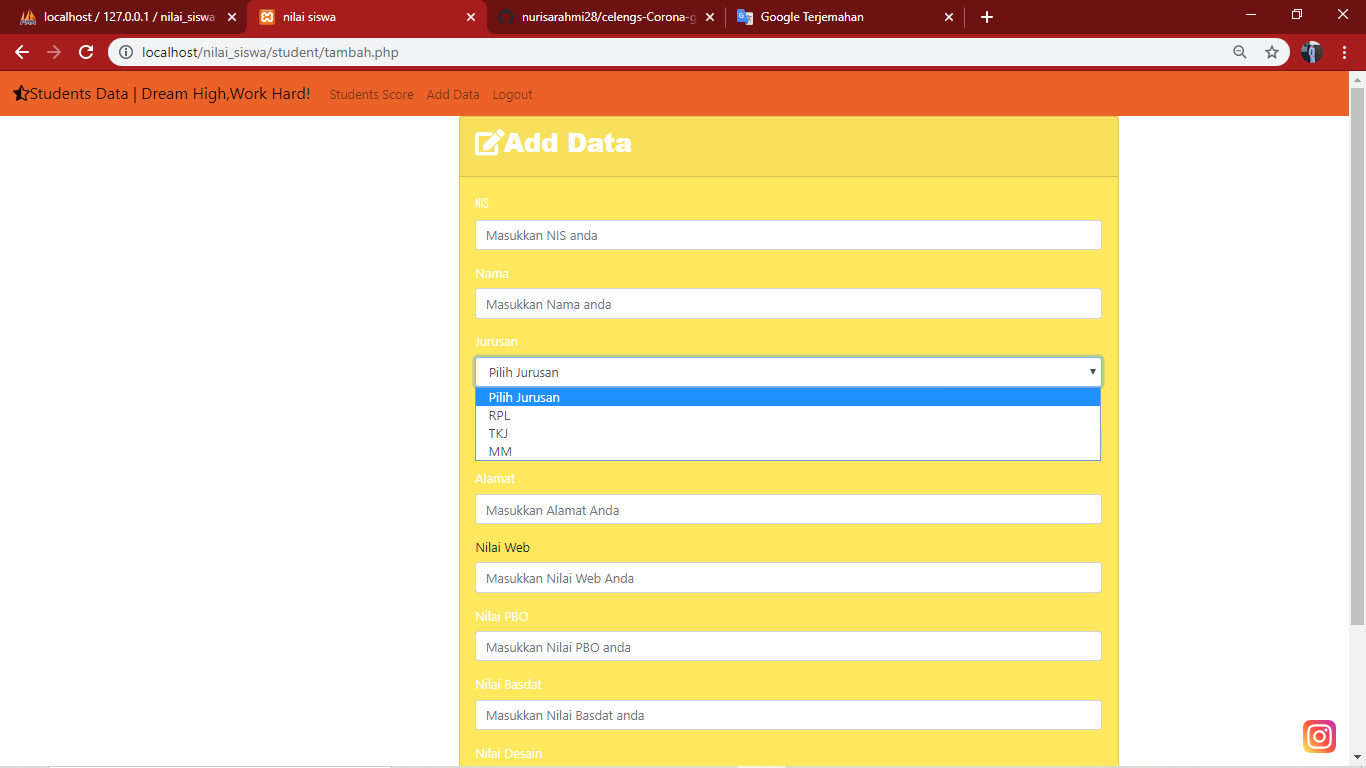 localhost / 127.0.0.1 / nilai_siswa
nilai siswa
nurisarahmi28/celengs-Corona-g
Google Terjemahan
localhost/nilai_siswa/student/tambah.php
Students Data | Dream High,Work Hard!
Students Score
Add Data
Logout
Add Data
NIS
Masukkan NIS anda
Nama
Masukkan Nama anda
Jurusan
Pilih Jurusan
Pilih Jurusan
RPL
TKJ
MM
Alamat
Masukkan Alamat Anda
Nilai Web
Masukkan Nilai Web Anda
Nilai PBO
Masukkan Nilai PBO anda
Nilai Basdat
Masukkan Nilai Basdat anda
Nilai Desain